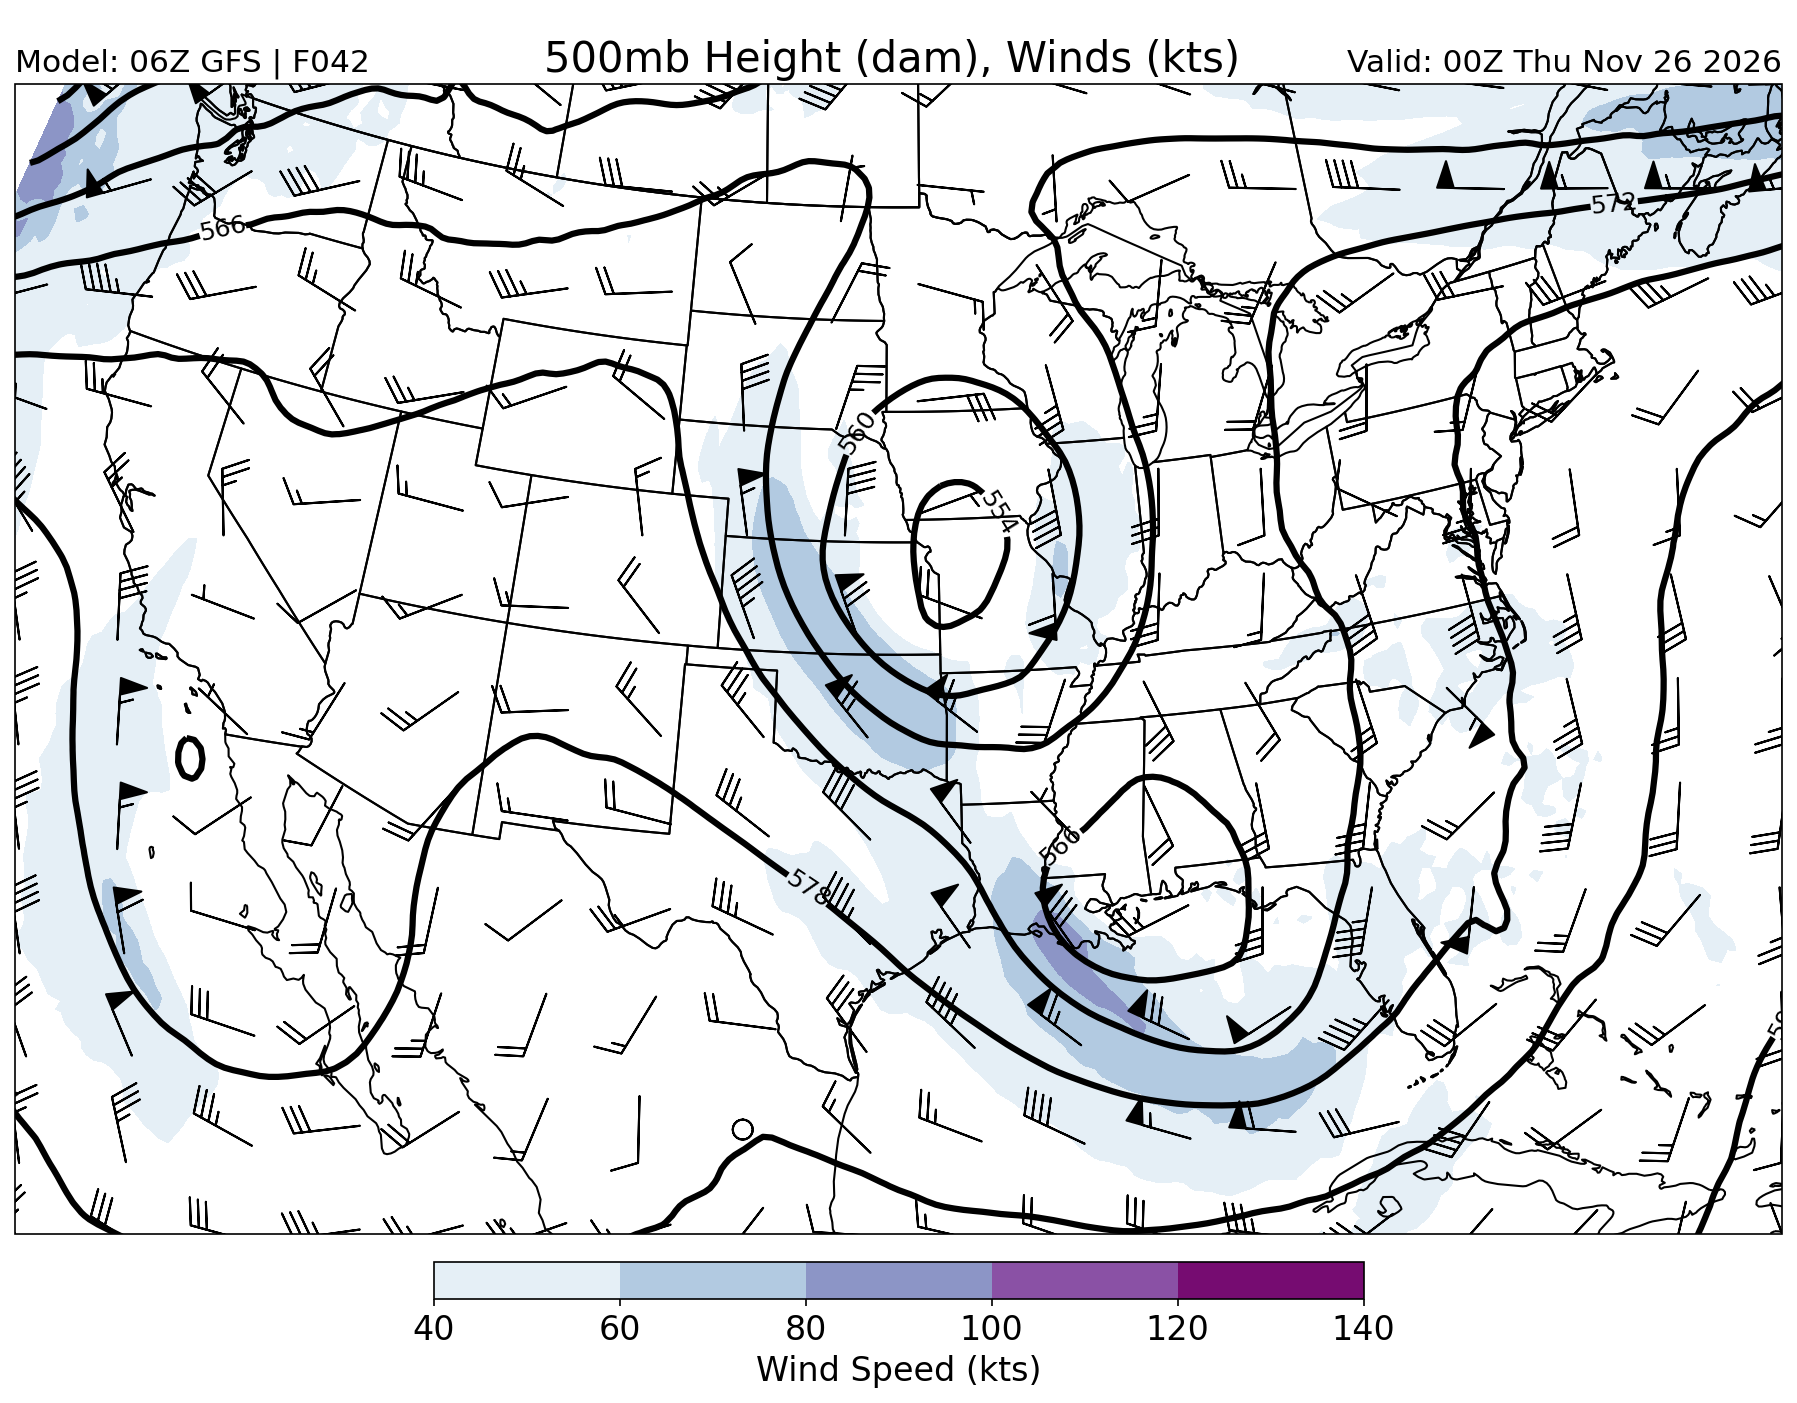 Model: 06Z GFS | F042
500mb Height (dam), Winds (kts)
Valid: 00Z Thu Nov 26 2026
572
566
560
554
566
578
40 60 80 100 120 140
Wind Speed (kts)